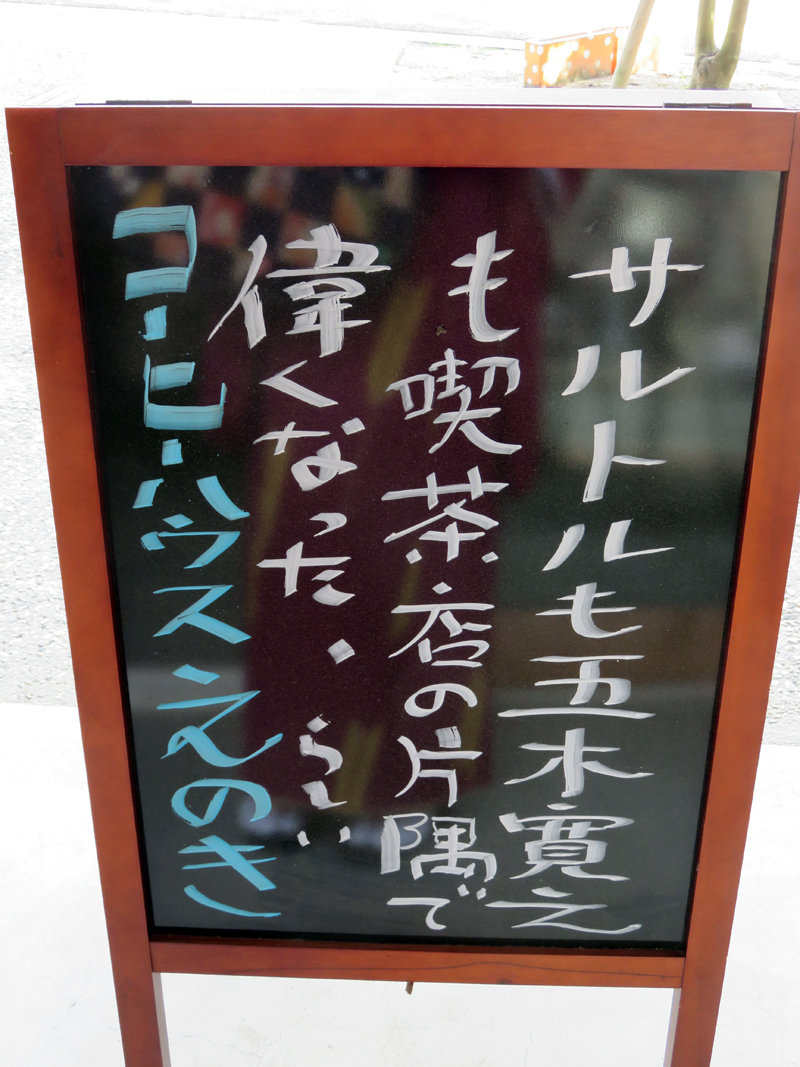 サルトルも五木寛之
も喫茶店の片隅で
偉くなった、らしい
コーヒーハウスえのき